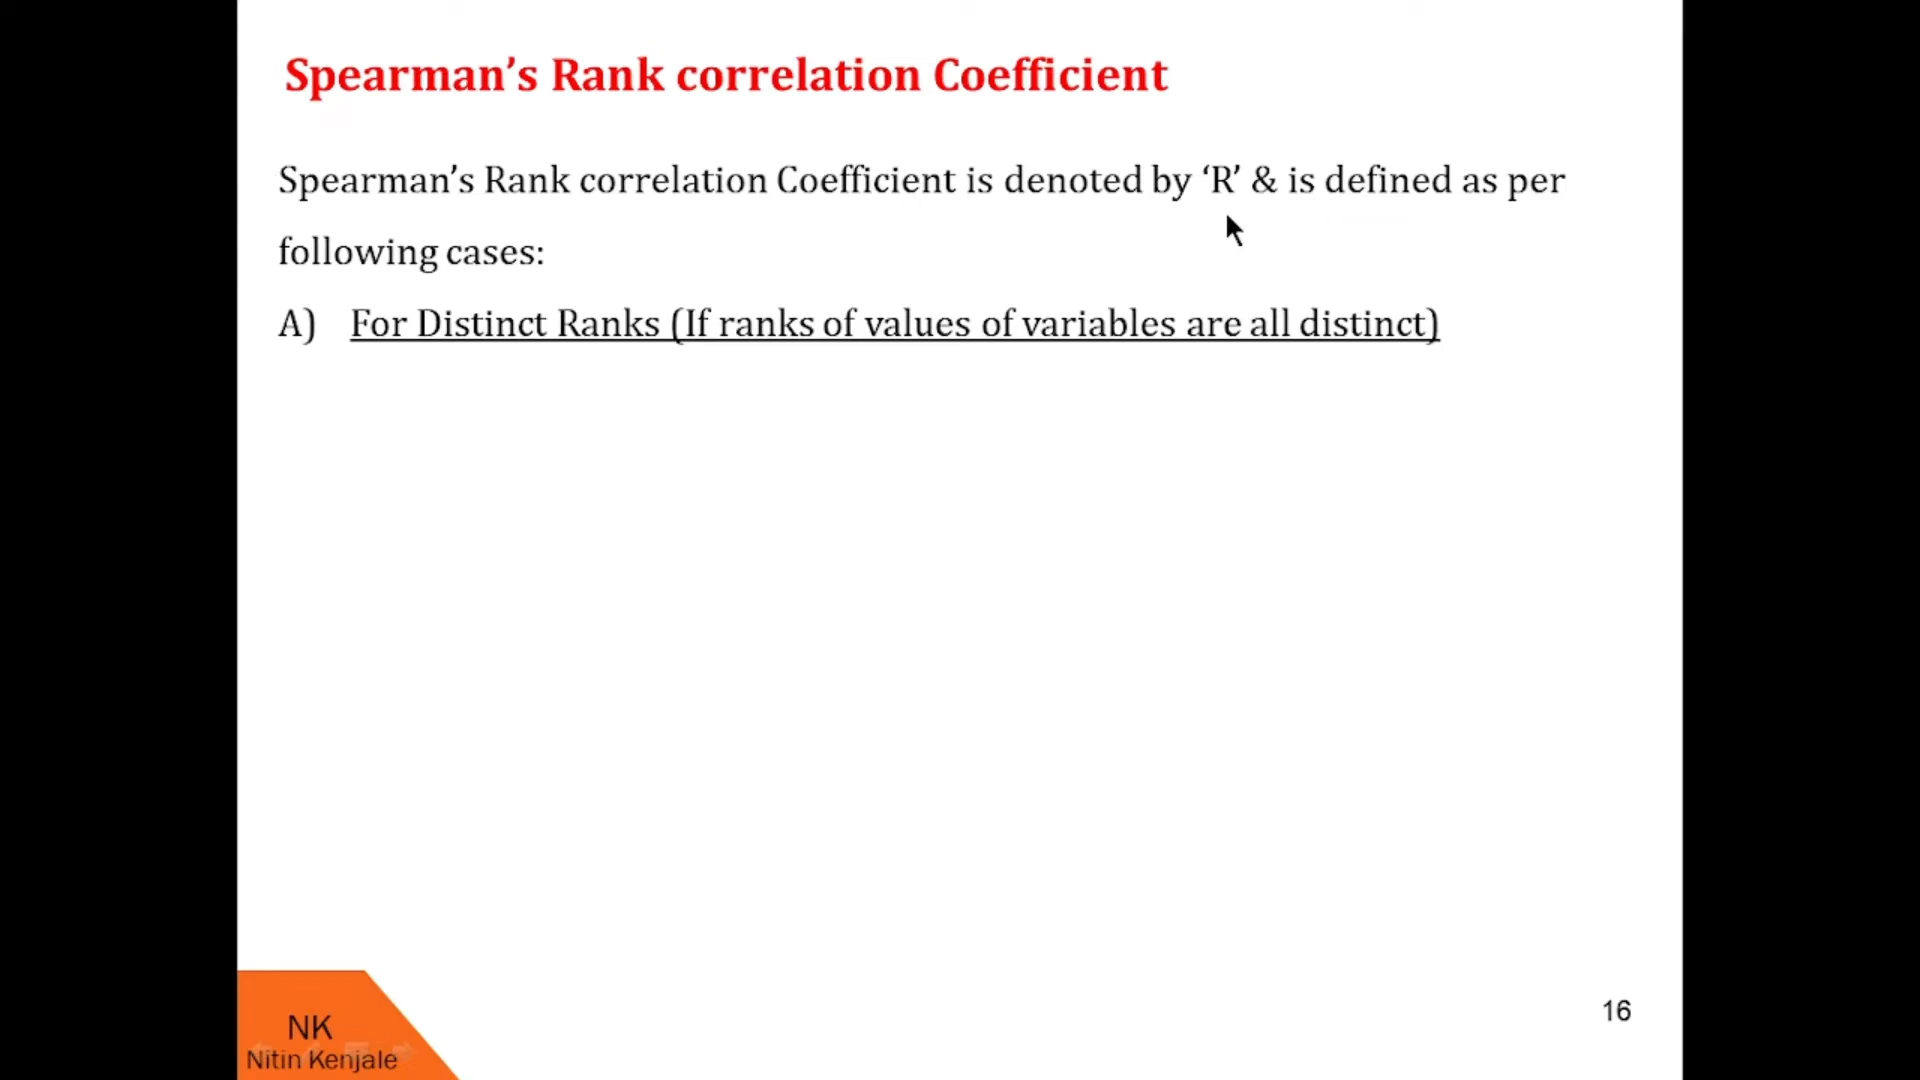 Spearman’s Rank correlation Coefficient
Spearman’s Rank correlation Coefficient is denoted by ‘R’ & is defined as per
following cases:
A) For Distinct Ranks (If ranks of values of variables are all distinct)
NK
Nitin Kenjale
16